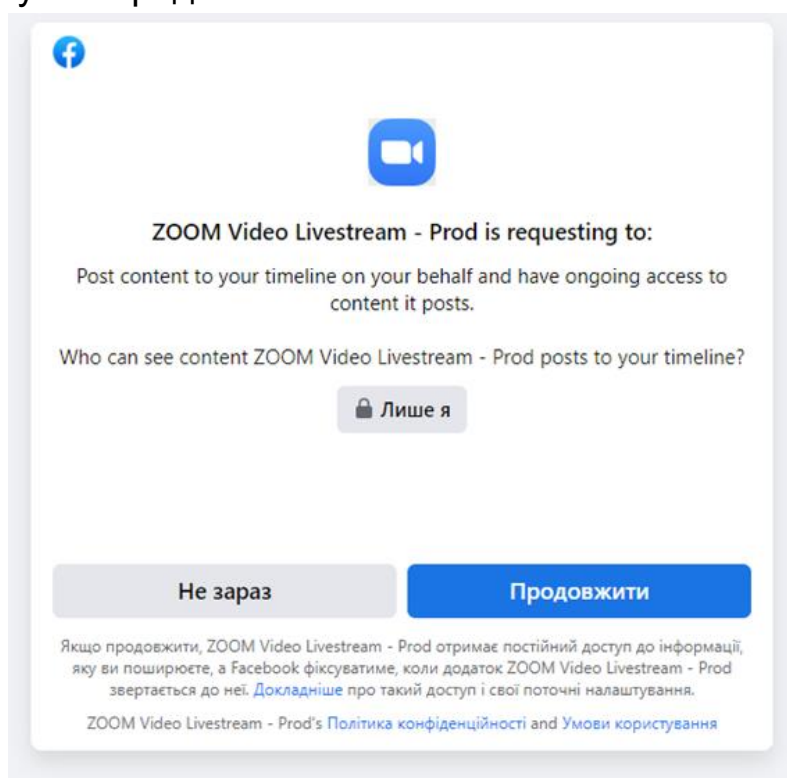 ZOOM Video Livestream - Prod is requesting to:
Post content to your timeline on your behalf and have ongoing access to
content it posts.
Who can see content ZOOM Video Livestream - Prod posts to your timeline?
Лише я
Не зараз
Продовжити
Якщо продовжити, ZOOM Video Livestream - Prod отримає постійний доступ до інформації,
яку ви поширюєте, а Facebook фіксуватиме, коли додаток ZOOM Video Livestream - Prod
звертається до неї. Докладніше про такий доступ і свої поточні налаштування.
ZOOM Video Livestream - Prod's Політика конфіденційності and Умови користування